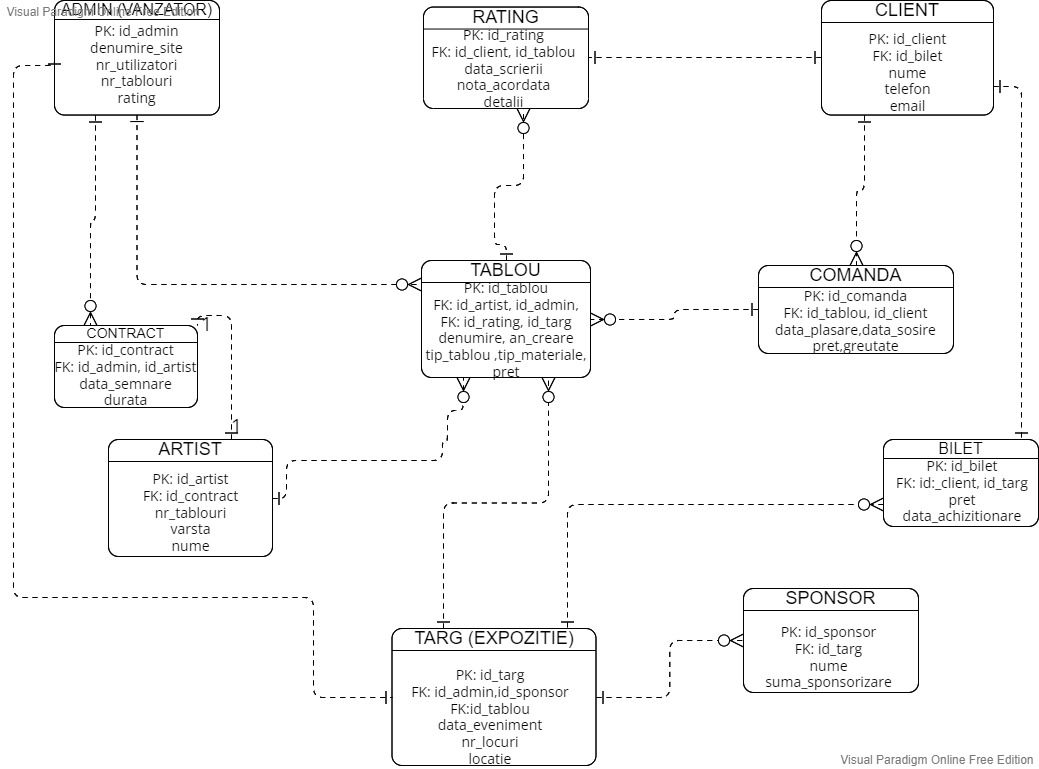 Visual Paradigm Online Free Edition
ADMIN (VANZATOR)
PK: id_admin
denumire_site
nr_utilizatori
nr_tablouri
rating
RATING
PK: id_rating
FK: id_client, id_tablou
data_scrierii
nota_acordata
detalii
CLIENT
PK: id_client
FK: id_bilet
nume
telefon
email
TABLOU
PK: id_tablou
FK: id_artist, id_admin,
FK: id_rating, id_targ
denumire, an_creare
tip_tablou ,tip_materiale,
pret
COMANDA
PK: id_comanda
FK: id_tablou, id_client
data_plasare,data_sosire
pret,greutate
CONTRACT
PK: id_contract
FK: id_admin, id_artist
data_semnare
durata
1
1
ARTIST
PK: id_artist
FK: id_contract
nr_tablouri
varsta
nume
BILET
PK: id_bilet
FK: id:_client, id_targ
pret
data_achizitionare
TARG (EXPOZITIE)
PK: id_targ
FK: id_admin,id_sponsor
FK:id_tablou
data_eveniment
nr_locuri
locatie
SPONSOR
PK: id_sponsor
FK: id_targ
nume
suma_sponsorizare
Visual Paradigm Online Free Edition